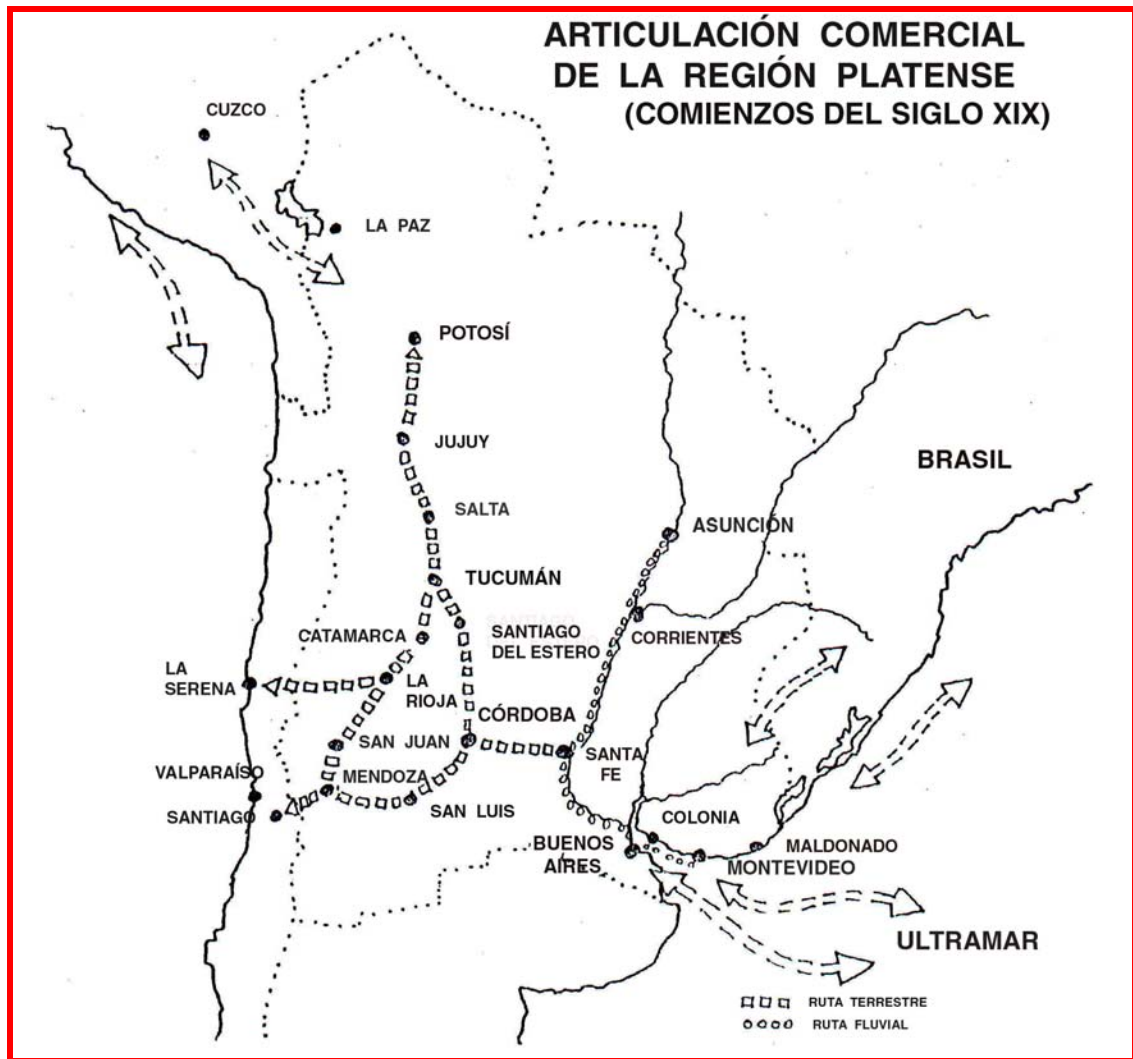 ARTICULACIÓN COMERCIAL
DE LA REGIÓN PLATENSE
(COMIENZOS DEL SIGLO XIX)
CUZCO
LA PAZ
POTOSÍ
JUJUY
BRASIL
SALTA
ASUNCIÓN
TUCUMÁN
CATAMARCA
SANTIAGO
DEL ESTERO
CORRIENTES
LA
SERENA
LA
RIOJA
CÓRDOBA
SAN JUAN
SANTA
FE
VALPARAÍSO
MENDOZA
SANTIAGO
SAN LUIS
COLONIA
BUENOS
AIRES
MALDONADO
MONTEVIDEO
ULTRAMAR
RUTA TERRESTRE
RUTA FLUVIAL